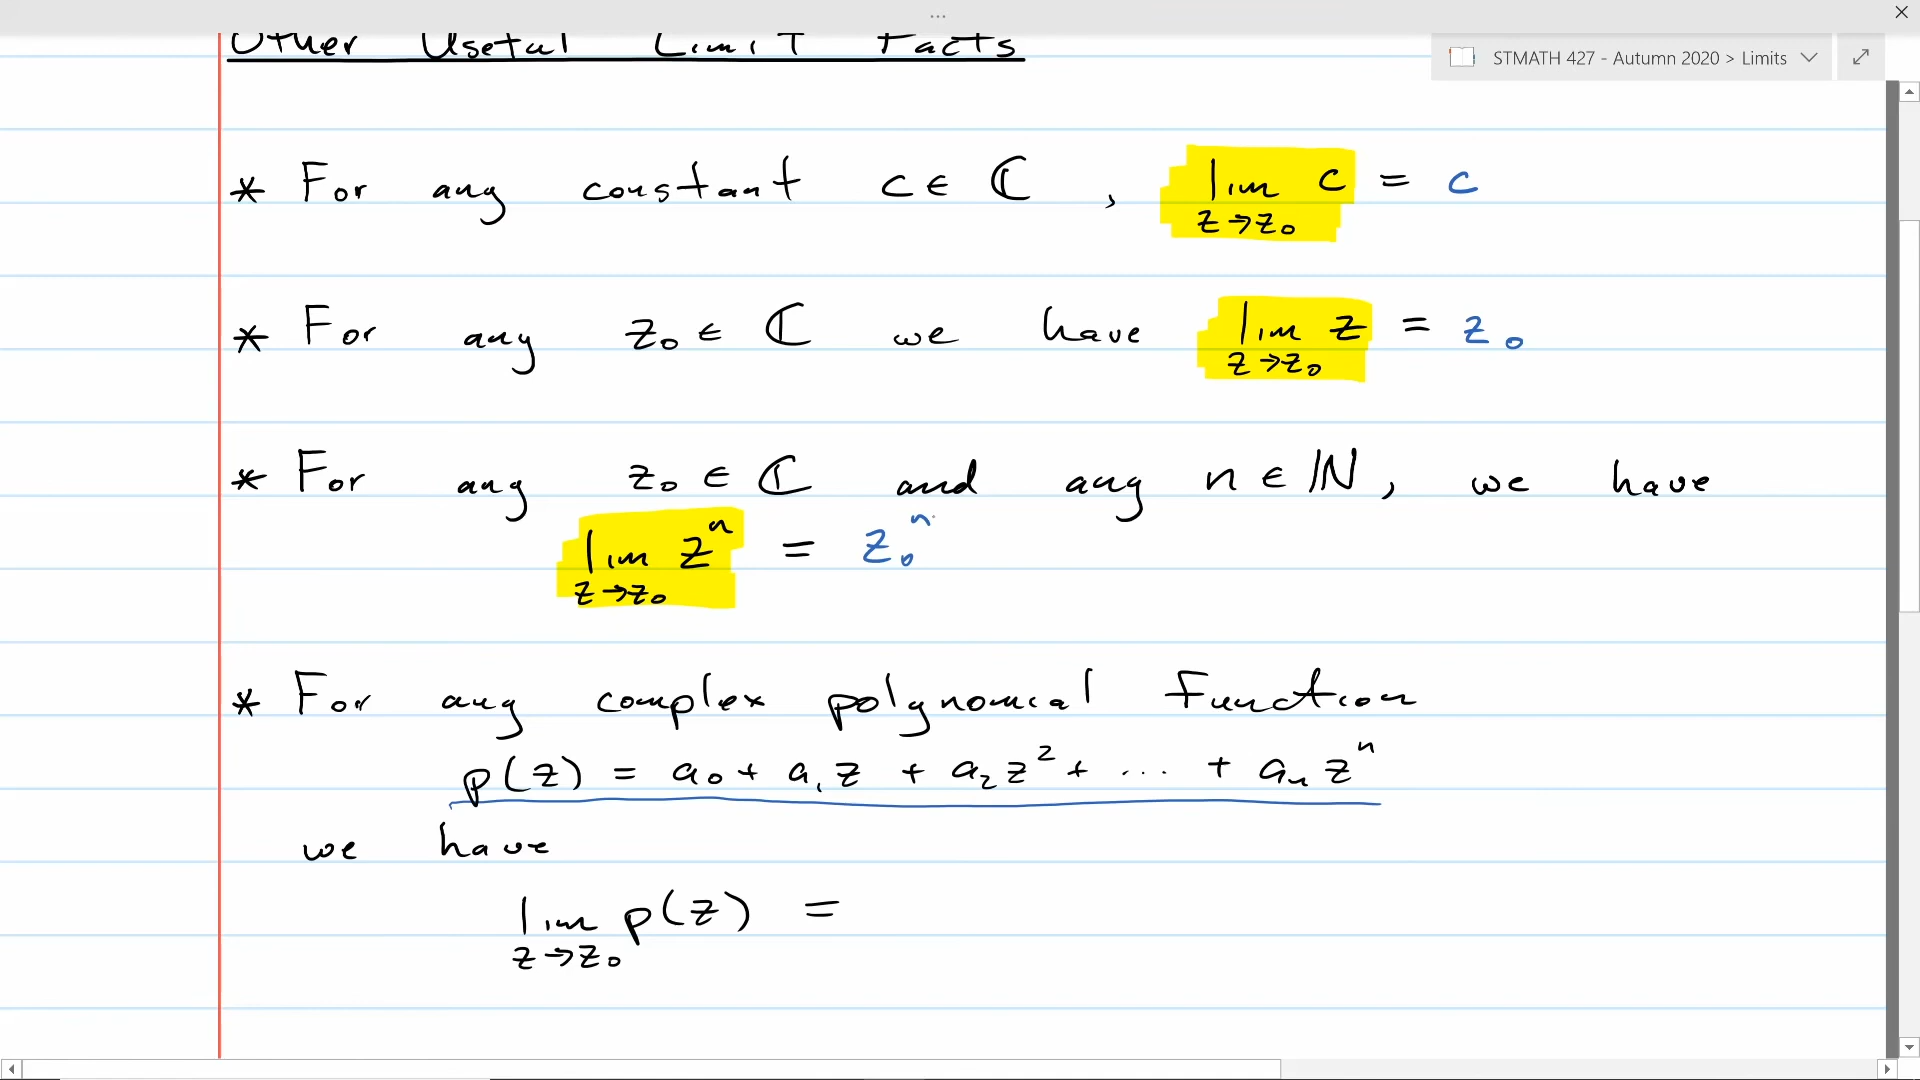 Other Useful Limit Facts
STMATH 427 - Autumn 2020 > Limits
* For any constant c ∈ ℂ, lim c = c
z→z₀
* For any z₀ ∈ ℂ we have lim z = z₀
z→z₀
* For any z₀ ∈ ℂ and any n ∈ ℕ, we have
lim zⁿ = z₀ⁿ
z→z₀
* For any complex polynomial function
p(z) = a₀ + a₁z + a₂z² + ... + aₙzⁿ
we have
lim p(z) =
z→z₀